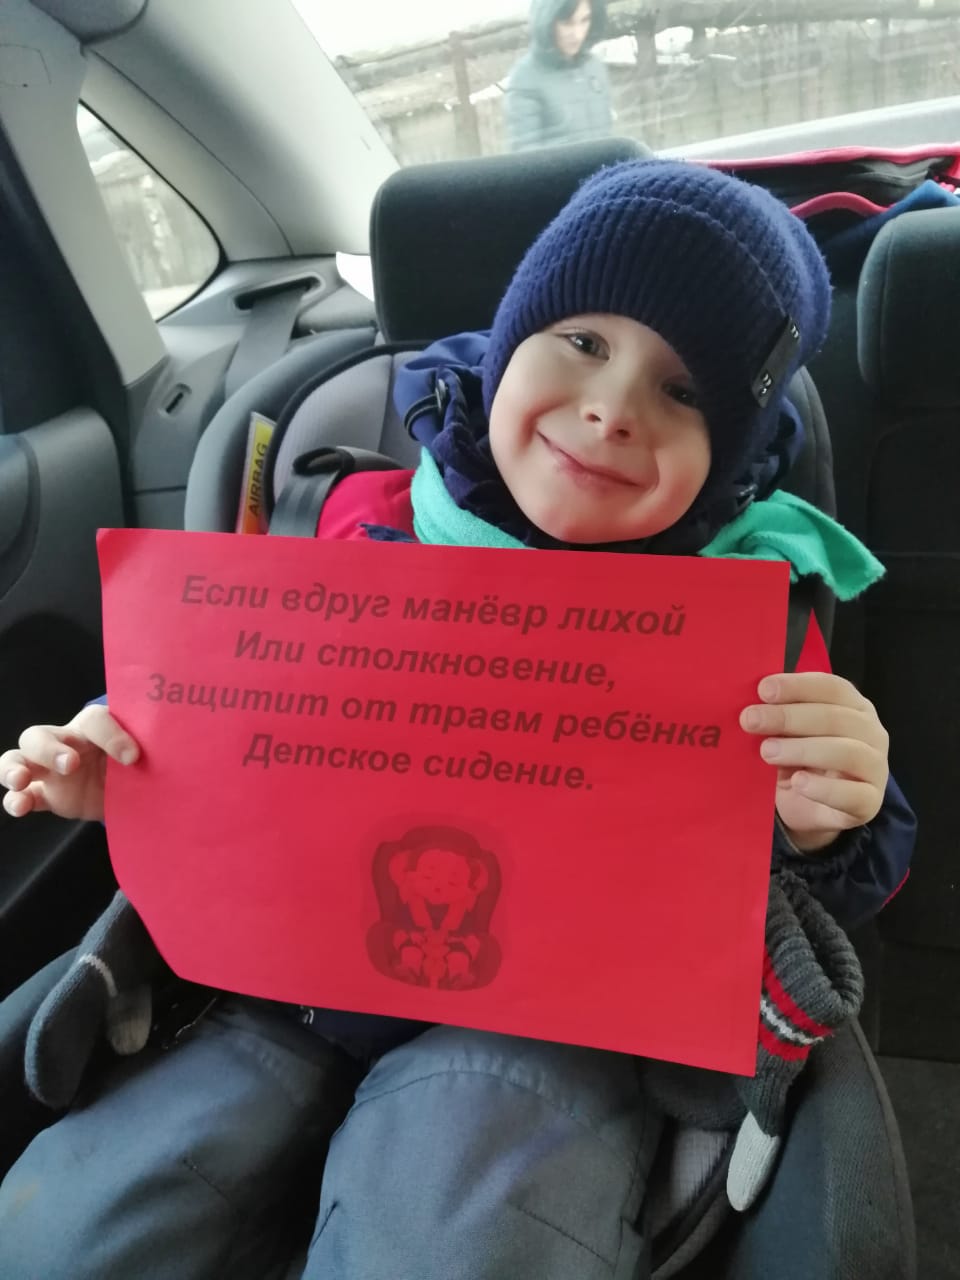 Если вдруг манёвр лихой
Или столкновение,
Защитит от травм ребёнка
Детское сидение.
AIRBAG